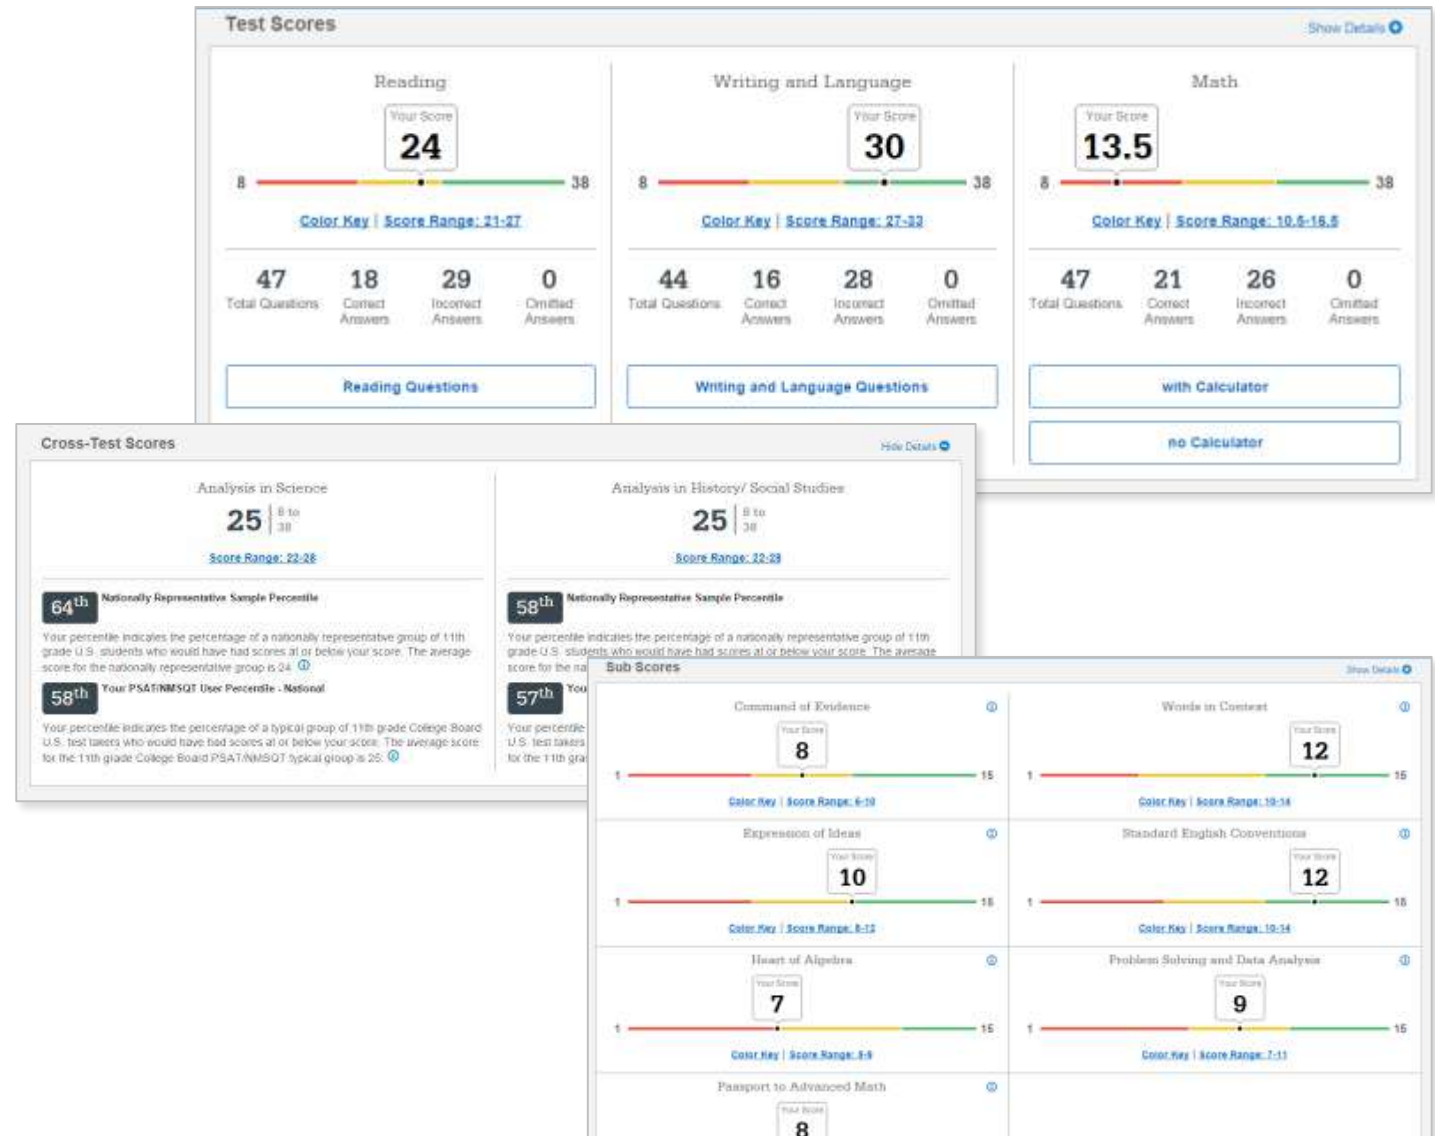 Test Scores
Show Details
Reading
Your Score
24
8
38
Color Key | Score Range: 21-27
47
18
29
0
Total Questions
Correct
Incorrect
Omitted
Answers
Answers
Answers
Reading Questions
Writing and Language
Your Score
30
8
38
Color Key | Score Range: 27-33
44
16
28
0
Total Questions
Correct
Incorrect
Omitted
Answers
Answers
Answers
Writing and Language Questions
Math
Your Score
13.5
8
38
Color Key | Score Range: 10.5-16.5
47
21
26
0
Total Questions
Correct
Incorrect
Omitted
Answers
Answers
Answers
with Calculator
no Calculator
Cross-Test Scores
Hide Details
Analysis in Science
25
8 to
38
Score Range: 22-28
64th Nationally Representative Sample Percentile
Your percentile indicates the percentage of a nationally representative group of 11th
grade U.S. students who would have had scores at or below your score. The average
score for the nationally representative group is 24.
58th Your PSAT/NMSQT User Percentile - National
Your percentile indicates the percentage of a typical group of 11th grade College Board
U.S. test takers who would have had scores at or below your score. The average score
for the 11th grade College Board PSAT/NMSQT typical group is 25.
Analysis in History/ Social Studies
25
8 to
38
Score Range: 22-28
58th Nationally Representative Sample Percentile
Your percentile indicates the percentage of a nationally representative group of 11th
grade U.S. students who would have had scores at or below your score. The average
score for the na
57th You
Your percentile
U.S. test takers
for the 11th gra
Sub Scores
Show Details
Command of Evidence
Your Score
8
1
15
Color Key | Score Range: 6-10
Words in Context
Your Score
12
1
15
Color Key | Score Range: 10-14
Expression of Ideas
Your Score
10
1
15
Color Key | Score Range: 8-12
Standard English Conventions
Your Score
12
1
15
Color Key | Score Range: 10-14
Heart of Algebra
Your Score
7
1
15
Color Key | Score Range: 5-9
Problem Solving and Data Analysis
Your Score
9
1
15
Color Key | Score Range: 7-11
Passport to Advanced Math
Your Score
8